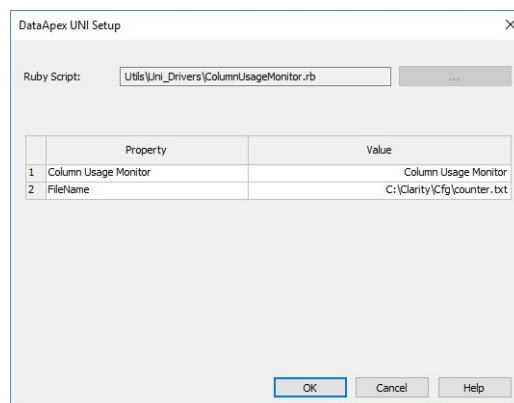 DataApex UNI Setup
Ruby Script: Utils\Uni_Drivers\ColumnUsageMonitor.rb ...
Property Value
1 Column Usage Monitor Column Usage Monitor
2 FileName C:\Clarity\Cfg\counter.txt
OK Cancel Help